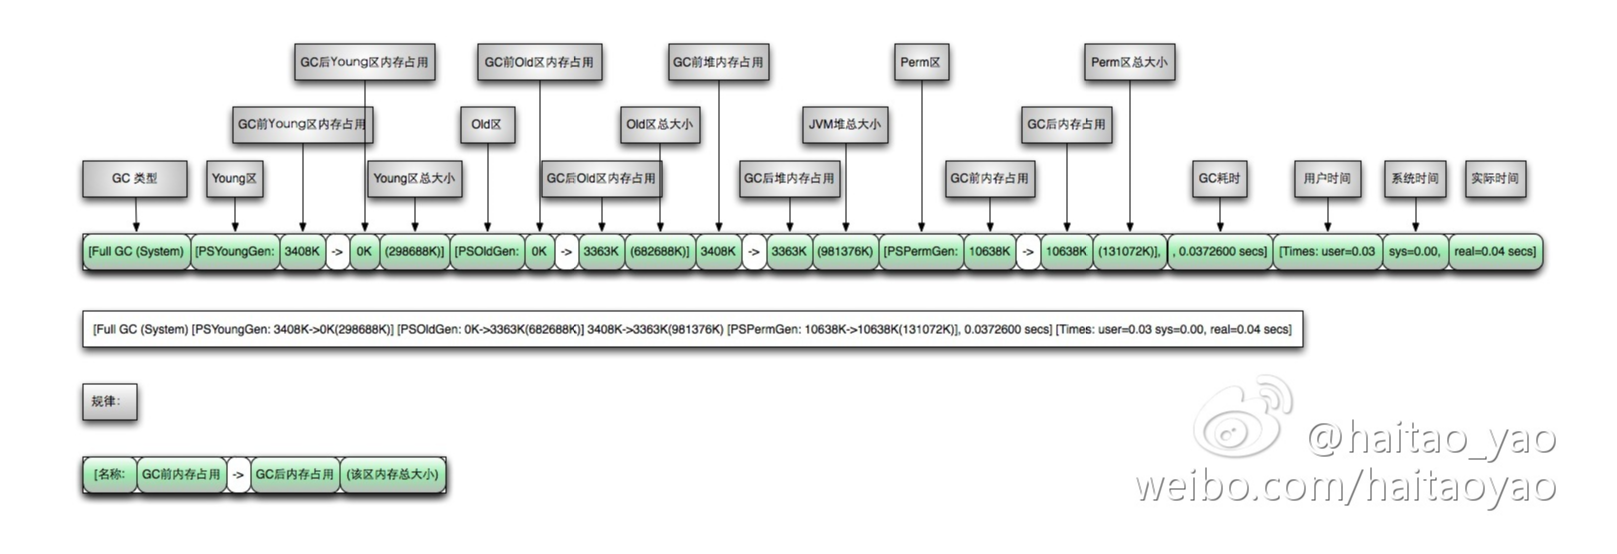 GC后Young区内存占用 GC前Old区内存占用 GC前堆内存占用 Perm区 Perm区总大小
GC前Young区内存占用 Old区 Old区总大小 JVM堆总大小 GC后内存占用
GC 类型 Young区 Young区总大小 GC后Old区内存占用 GC后堆内存占用 GC前内存占用 GC耗时 用户时间 系统时间 实际时间
[Full GC (System) [PSYoungGen: 3408K -> 0K (298688K)] [PSOldGen: 0K -> 3363K (682688K)] 3408K -> 3363K (981376K) [PSPermGen: 10638K -> 10638K (131072K)], , 0.0372600 secs] [Times: user=0.03 sys=0.00, real=0.04 secs]
[Full GC (System) [PSYoungGen: 3408K->0K(298688K)] [PSOldGen: 0K->3363K(682688K)] 3408K->3363K(981376K) [PSPermGen: 10638K->10638K(131072K)], 0.0372600 secs] [Times: user=0.03 sys=0.00, real=0.04 secs]
规律：
[名称: GC前内存占用 -> GC后内存占用 (该区内存总大小)
@haitao_yao
weibo.com/haitaoyao